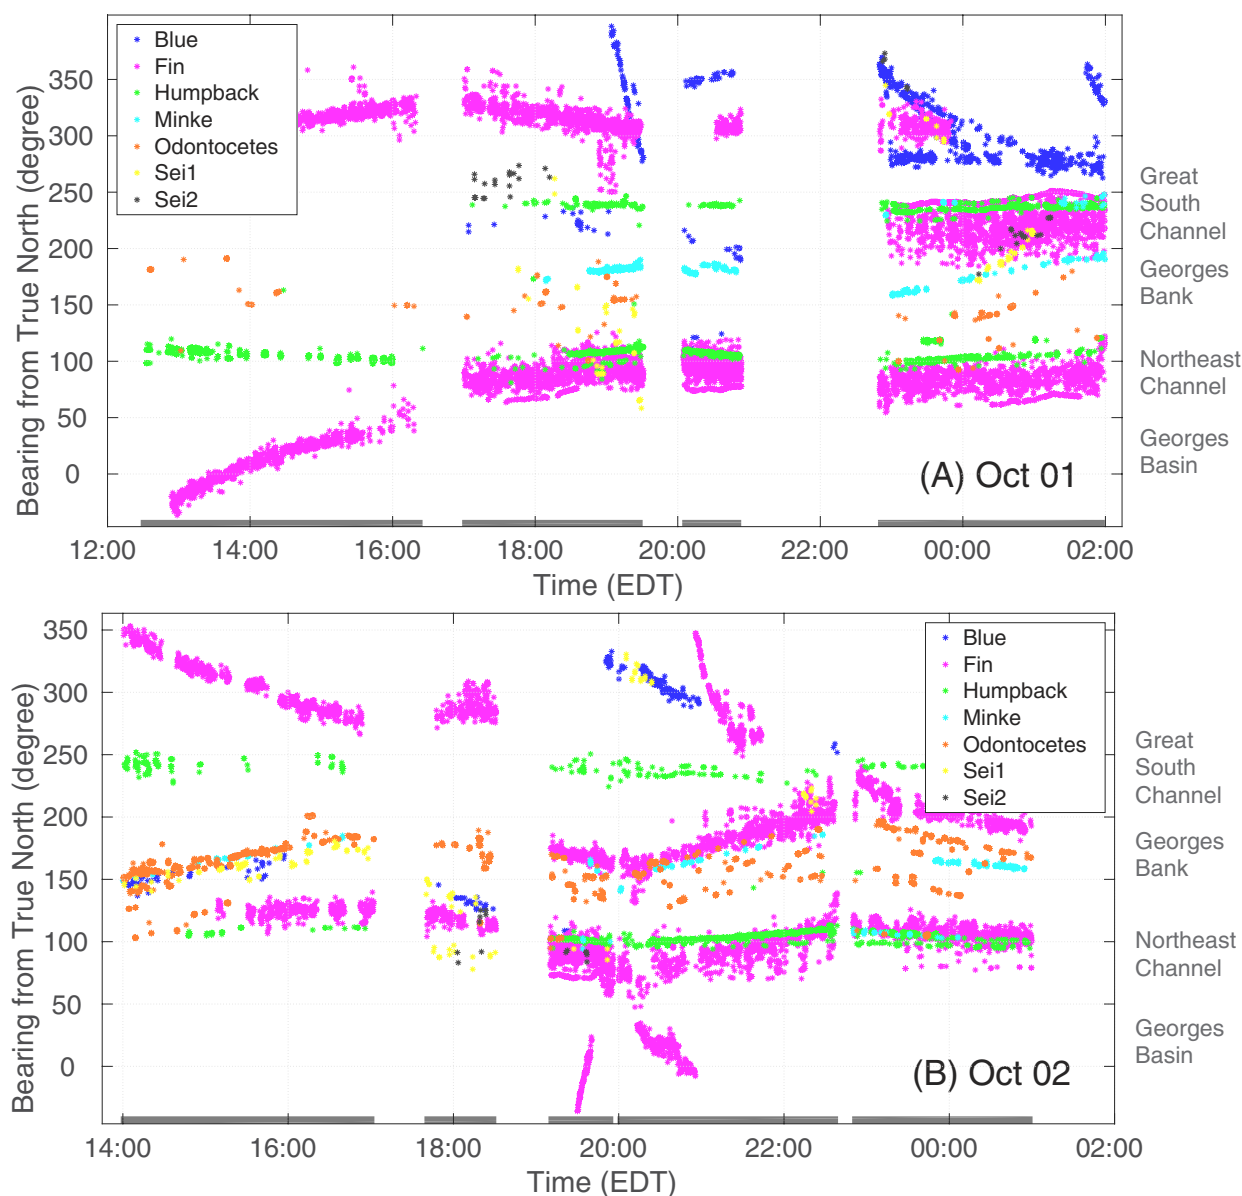 Blue
Fin
Humpback
Minke
Odontocetes
Sei1
Sei2
350
300
250
200
150
100
50
0
Bearing from True North (degree)
Great
South
Channel
Georges
Bank
Northeast
Channel
Georges
Basin
(A) Oct 01
12:00 14:00 16:00 18:00 20:00 22:00 00:00 02:00
Time (EDT)
Blue
Fin
Humpback
Minke
Odontocetes
Sei1
Sei2
350
300
250
200
150
100
50
0
Bearing from True North (degree)
Great
South
Channel
Georges
Bank
Northeast
Channel
Georges
Basin
(B) Oct 02
14:00 16:00 18:00 20:00 22:00 00:00 02:00
Time (EDT)